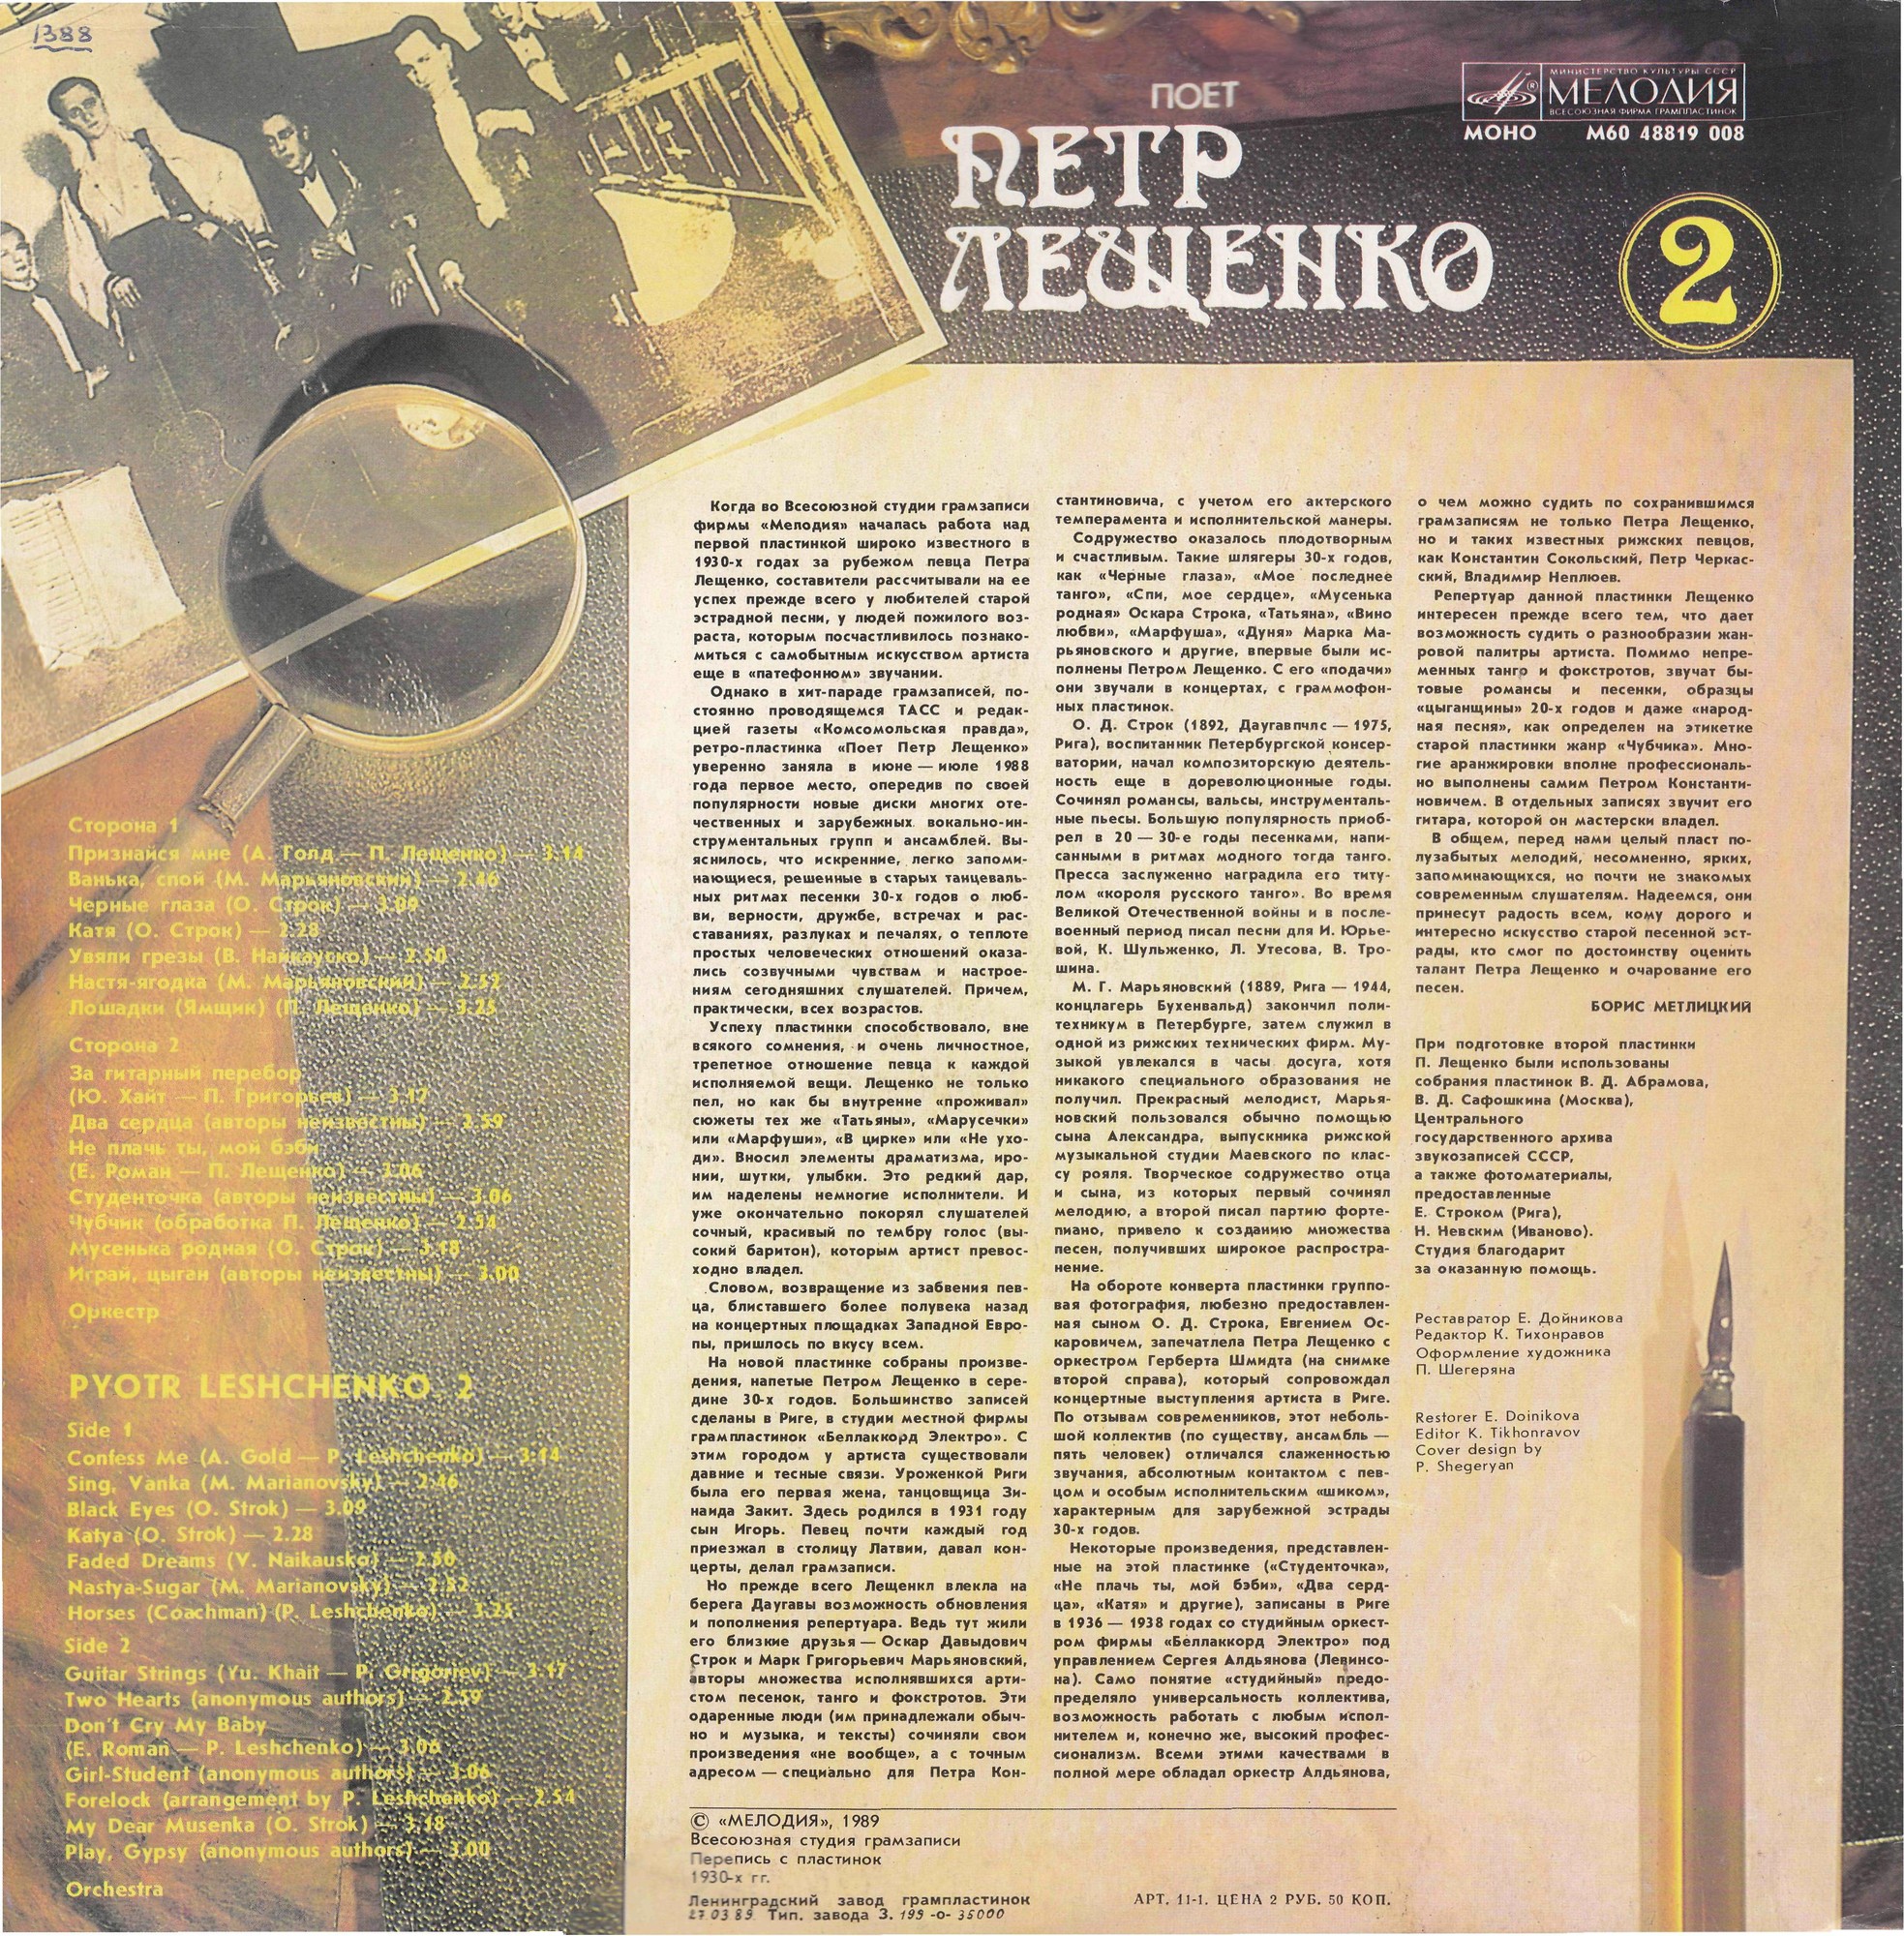 1388
ПОЕТ
ПЕТР
ЛЕЩЕНКО
МИНИСТЕРСТВО КУЛЬТУРЫ СССР
МЕЛОДИЯ
ВСЕСОЮЗНАЯ ФИРМА ГРАМПЛАСТИНОК
МОНО М60 48819 008
2
Сторона 1
Признайся мне (А. Голд — П. Лещенко) — 3.14
Ванька, спой (М. Марьяновский) — 2.46
Черные глаза (О. Строк) — 3.09
Катя (О. Строк) — 2.28
Увяли грезы (В. Найкауско) — 2.50
Настя-ягодка (М. Марьяновский) — 2.52
Лошадки (Ямщик) (П. Лещенко) — 3.25
Сторона 2
За гитарный перебор
(Ю. Хайт — П. Григорьев) — 3.17
Два сердца (авторы неизвестны) — 2.59
Не плачь ты, мой бэби
(Е. Роман — П. Лещенко) — 3.06
Студенточка (авторы неизвестны) — 3.06
Чубчик (обработка П. Лещенко) — 2.54
Мусенька родная (О. Строк) — 3.18
Играй, цыган (авторы неизвестны) — 3.00
Оркестр
PYOTR LESHCHENKO 2
Side 1
Confess Me (A. Gold — P. Leshchenko) — 3.14
Sing, Vanka (M. Marianovsky) — 2.46
Black Eyes (O. Strok) — 3.09
Katya (O. Strok) — 2.28
Faded Dreams (V. Naikausko) — 2.50
Nastya-Sugar (M. Marianovsky) — 2.52
Horses (Coachman) (P. Leshchenko) — 3.25
Side 2
Guitar Strings (Yu. Khait — P. Grigoriev) — 3.17
Two Hearts (anonymous authors) — 2.59
Don't Cry My Baby
(E. Roman — P. Leshchenko) — 3.06
Girl-Student (anonymous authors) — 3.06
Forelock (arrangement by P. Leshchenko) — 2.54
My Dear Musenka (O. Strok) — 3.18
Play, Gypsy (anonymous authors) — 3.00
Orchestra
Когда во Всесоюзной студии грамзаписи
фирмы «Мелодия» началась работа над
первой пластинкой широко известного в
1930-х годах за рубежом певца Петра
Лещенко, составители рассчитывали на ее
успех прежде всего у любителей старой
эстрадной песни, у людей пожилого воз-
раста, которым посчастливилось познако-
миться с самобытным искусством артиста
еще в «патефонном» звучании.
Однако в хит-параде грамзаписей, по-
стоянно проводящемся ТАСС и редак-
цией газеты «Комсомольская правда»,
ретро-пластинка «Поет Петр Лещенко»
уверенно заняла в июне — июле 1988
года первое место, опередив по своей
популярности новые диски многих оте-
чественных и зарубежных вокально-ин-
струментальных групп и ансамблей. Вы-
яснилось, что искренние, легко запоми-
нающиеся, решенные в старых танцеваль-
ных ритмах песенки 30-х годов о люб-
ви, верности, дружбе, встречах и рас-
ставаниях, разлуках и печалях, о теплоте
простых человеческих отношений оказа-
лись созвучными чувствам и настрое-
ниям сегодняшних слушателей. Причем,
практически, всех возрастов.
Успеху пластинки способствовало, вне
всякого сомнения, и очень личностное,
трепетное отношение певца к каждой
исполняемой вещи. Лещенко не только
пел, но как бы внутренне «проживал»
сюжеты тех же «Татьяны», «Марусечки»
или «Марфуши», «В цирке» или «Не ухо-
ди». Вносил элементы драматизма, иро-
нии, шутки, улыбки. Это редкий дар,
им наделены немногие исполнители. И
уже окончательно покорял слушателей
сочный, красивый по тембру голос (вы-
сокий баритон), которым артист превос-
ходно владел.
Словом, возвращение из забвения пев-
ца, блиставшего более полувека назад
на концертных площадках Западной Евро-
пы, пришлось по вкусу всем.
На новой пластинке собраны произве-
дения, напетые Петром Лещенко в сере-
дине 30-х годов. Большинство записей
сделаны в Риге, в студии местной фирмы
грампластинок «Беллаккорд Электро». С
этим городом у артиста существовали
давние и тесные связи. Уроженкой Риги
была его первая жена, танцовщица Зи-
наида Закит. Здесь родился в 1931 году
сын Игорь. Певец почти каждый год
приезжал в столицу Латвии, давал кон-
церты, делал грамзаписи.
Но прежде всего Лещенкл влекла на
берега Даугавы возможность обновления
и пополнения репертуара. Ведь тут жили
его близкие друзья — Оскар Давыдович
Строк и Марк Григорьевич Марьяновский,
авторы множества исполнявшихся арти-
стом песенок, танго и фокстротов. Эти
одаренные люди (им принадлежали обыч-
но и музыка, и тексты) сочиняли свои
произведения «не вообще», а с точным
адресом — специально для Петра Кон-
стантиновича, с учетом его актерского
темперамента и исполнительской манеры.
Содружество оказалось плодотворным
и счастливым. Такие шлягеры 30-х годов,
как «Черные глаза», «Мое последнее
танго», «Спи, мое сердце», «Мусенька
родная» Оскара Строка, «Татьяна», «Вино
любви», «Марфуша», «Дуня» Марка Ма-
рьяновского и другие, впервые были ис-
полнены Петром Лещенко. С его «подачи»
они звучали в концертах, с граммофон-
ных пластинок.
О. Д. Строк (1892, Даугавпчлс — 1975,
Рига), воспитанник Петербургской консер-
ватории, начал композиторскую деятель-
ность еще в дореволюционные годы.
Сочинял романсы, вальсы, инструменталь-
ные пьесы. Большую популярность приоб-
рел в 20 — 30-е годы песенками, напи-
санными в ритмах модного тогда танго.
Пресса заслуженно наградила его титу-
лом «короля русского танго». Во время
Великой Отечественной войны и в после-
военный период писал песни для И. Юрье-
вой, К. Шульженко, Л. Утесова, В. Тро-
шина.
М. Г. Марьяновский (1889, Рига — 1944,
концлагерь Бухенвальд) закончил поли-
техникум в Петербурге, затем служил в
одной из рижских технических фирм. Му-
зыкой увлекался в часы досуга, хотя
никакого специального образования не
получил. Прекрасный мелодист, Марья-
новский пользовался обычно помощью
сына Александра, выпускника рижской
музыкальной студии Маевского по клас-
су рояля. Творческое содружество отца
и сына, из которых первый сочинял
мелодию, а второй писал партию форте-
пиано, привело к созданию множества
песен, получивших широкое распростра-
нение.
На обороте конверта пластинки группо-
вая фотография, любезно предоставлен-
ная сыном О. Д. Строка, Евгением Ос-
каровичем, запечатлела Петра Лещенко с
оркестром Герберта Шмидта (на снимке
второй справа), который сопровождал
концертные выступления артиста в Риге.
По отзывам современников, этот неболь-
шой коллектив (по существу, ансамбль —
пять человек) отличался слаженностью
звучания, абсолютным контактом с пев-
цом и особым исполнительским «шиком»,
характерным для зарубежной эстрады
30-х годов.
Некоторые произведения, представлен-
ные на этой пластинке («Студенточка»,
«Не плачь ты, мой бэби», «Два серд-
ца», «Катя» и другие), записаны в Риге
в 1936 — 1938 годах со студийным оркест-
ром фирмы «Беллаккорд Электро» под
управлением Сергея Алдьянова (Левинсо-
на). Само понятие «студийный» предо-
пределяло универсальность коллектива,
возможность работать с любым испол-
нителем и, конечно же, высокий профес-
сионализм. Всеми этими качествами в
полной мере обладал оркестр Алдьянова,
о чем можно судить по сохранившимся
грамзаписям не только Петра Лещенко,
но и таких известных рижских певцов,
как Константин Сокольский, Петр Черкас-
ский, Владимир Неплюев.
Репертуар данной пластинки Лещенко
интересен прежде всего тем, что дает
возможность судить о разнообразии жан-
ровой палитры артиста. Помимо непре-
менных танго и фокстротов, звучат бы-
товые романсы и песенки, образцы
«цыганщины» 20-х годов и даже «народ-
ная песня», как определен на этикетке
старой пластинки жанр «Чубчика». Мно-
гие аранжировки вполне профессиональ-
но выполнены самим Петром Константи-
новичем. В отдельных записях звучит его
гитара, которой он мастерски владел.
В общем, перед нами целый пласт по-
лузабытых мелодий, несомненно, ярких,
запоминающихся, но почти не знакомых
современным слушателям. Надеемся, они
принесут радость всем, кому дорого и
интересно искусство старой песенной эст-
рады, кто смог по достоинству оценить
талант Петра Лещенко и очарование его
песен.
БОРИС МЕТЛИЦКИЙ
При подготовке второй пластинки
П. Лещенко были использованы
собрания пластинок В. Д. Абрамова,
В. Д. Сафошкина (Москва),
Центрального
государственного архива
звукозаписей СССР,
а также фотоматериалы,
предоставленные
Е. Строком (Рига),
Н. Невским (Иваново).
Студия благодарит
за оказанную помощь.
Реставратор Е. Дойникова
Редактор К. Тихонравов
Оформление художника
П. Шегеряна
Restorer E. Doinikova
Editor K. Tikhonravov
Cover design by
P. Shegeryan
© «МЕЛОДИЯ», 1989
Всесоюзная студия грамзаписи
Перепись с пластинок
1930-х гг.
Ленинградский завод грампластинок
27 03 89 Тип. завода З. 199 -о- 35000
АРТ. 11-1. ЦЕНА 2 РУБ. 50 КОП.